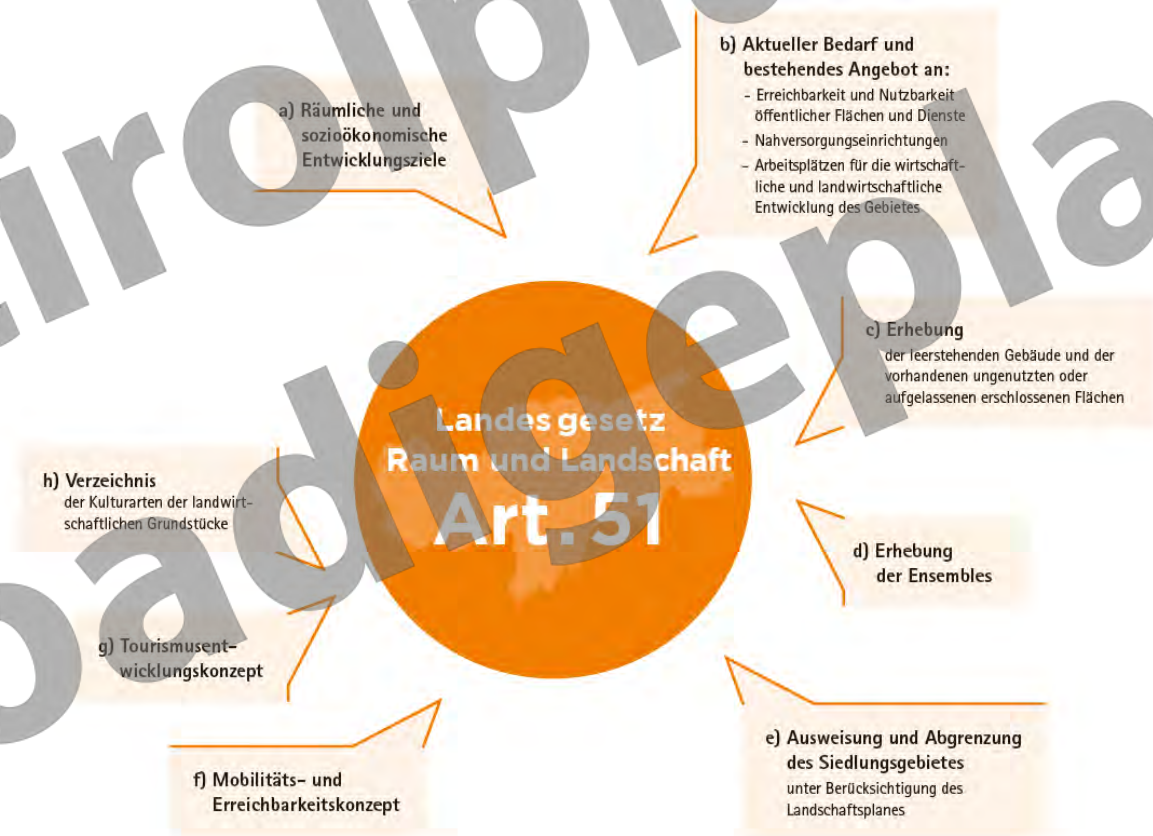 a) Räumliche und
sozioökonomische
Entwicklungsziele
b) Aktueller Bedarf und
bestehendes Angebot an:
- Erreichbarkeit und Nutzbarkeit
öffentlicher Flächen und Dienste
- Nahversorgungseinrichtungen
- Arbeitsplätzen für die wirtschaft-
liche und landwirtschaftliche
Entwicklung des Gebietes
c) Erhebung
der leerstehenden Gebäude und der
vorhandenen ungenutzten oder
aufgelassenen erschlossenen Flächen
Landesgesetz
Raum und Landschaft
Art. 51
h) Verzeichnis
der Kulturarten der landwirt-
schaftlichen Grundstücke
d) Erhebung
der Ensembles
g) Tourismusent-
wicklungskonzept
e) Ausweisung und Abgrenzung
des Siedlungsgebietes
unter Berücksichtigung des
Landschaftsplanes
f) Mobilitäts- und
Erreichbarkeitskonzept